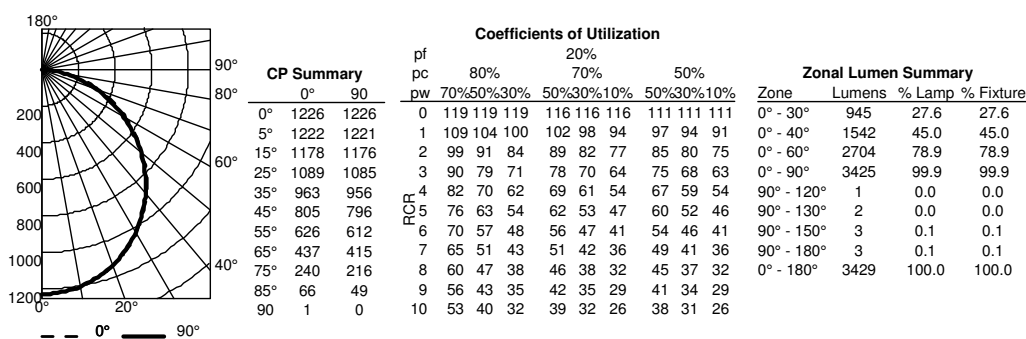 180°
90°
80°
60°
40°
200
400
600
800
1000
1200
0° 20°
0° 90°
CP Summary
0° 90
0° 1226 1226
5° 1222 1221
15° 1178 1176
25° 1089 1085
35° 963 956
45° 805 796
55° 626 612
65° 437 415
75° 240 216
85° 66 49
90 1 0
Coefficients of Utilization
pf 20%
pc 80% 70% 50%
pw 70%50%30% 50%30%10% 50%30%10%
RCR
0 119 119 119 116 116 116 111 111 111
1 109 104 100 102 98 94 97 94 91
2 99 91 84 89 82 77 85 80 75
3 90 79 71 78 70 64 75 68 63
4 82 70 62 69 61 54 67 59 54
5 76 63 54 62 53 47 60 52 46
6 70 57 48 56 47 41 54 46 41
7 65 51 43 51 42 36 49 41 36
8 60 47 38 46 38 32 45 37 32
9 56 43 35 42 35 29 41 34 29
10 53 40 32 39 32 26 38 31 26
Zonal Lumen Summary
Zone Lumens % Lamp % Fixture
0° - 30° 945 27.6 27.6
0° - 40° 1542 45.0 45.0
0° - 60° 2704 78.9 78.9
0° - 90° 3425 99.9 99.9
90° - 120° 1 0.0 0.0
90° - 130° 2 0.0 0.0
90° - 150° 3 0.1 0.1
90° - 180° 3 0.1 0.1
0° - 180° 3429 100.0 100.0